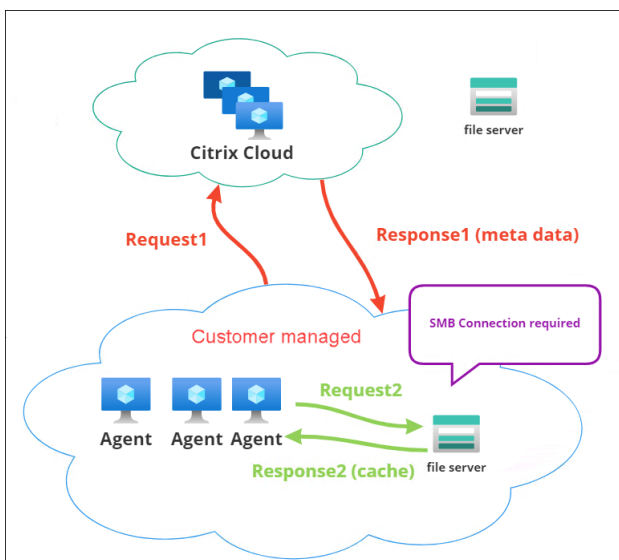 Citrix Cloud
file server
Request1
Response1 (meta data)
SMB Connection required
Customer managed
Request2
Agent
Agent
Agent
file server
Response2 (cache)